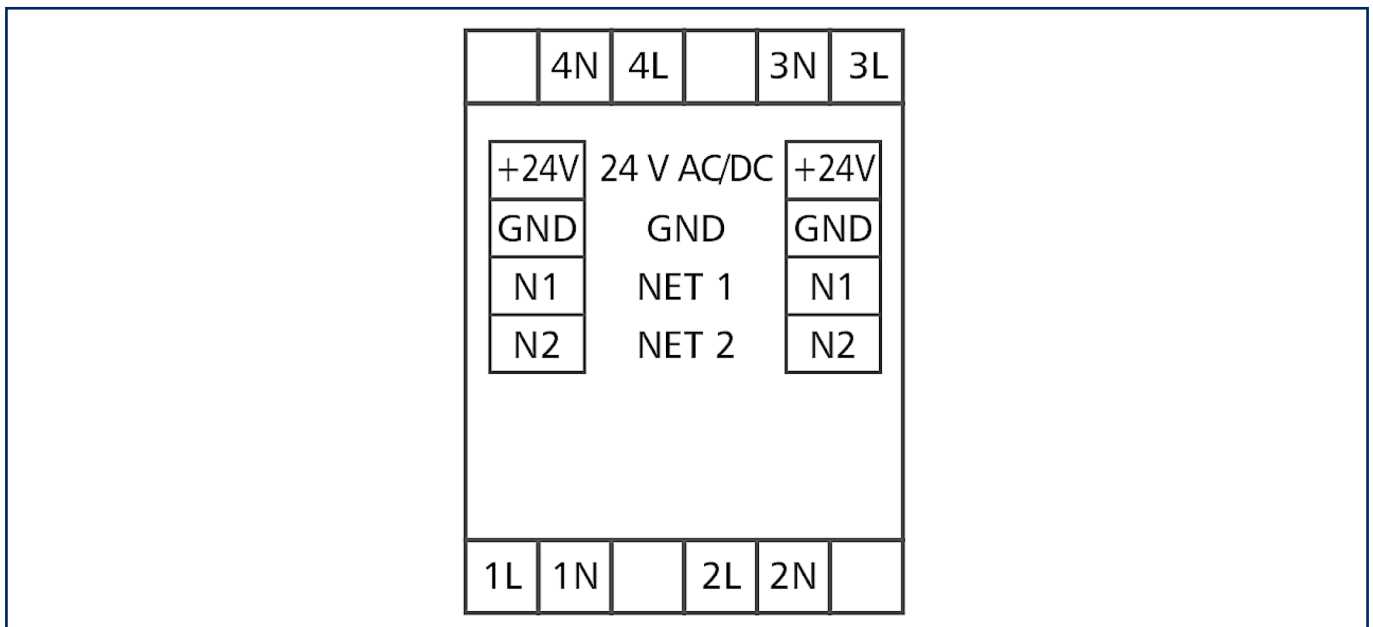 4N 4L 3N 3L
+24V 24 V AC/DC +24V
GND GND GND
N1 NET 1 N1
N2 NET 2 N2
1L 1N 2L 2N